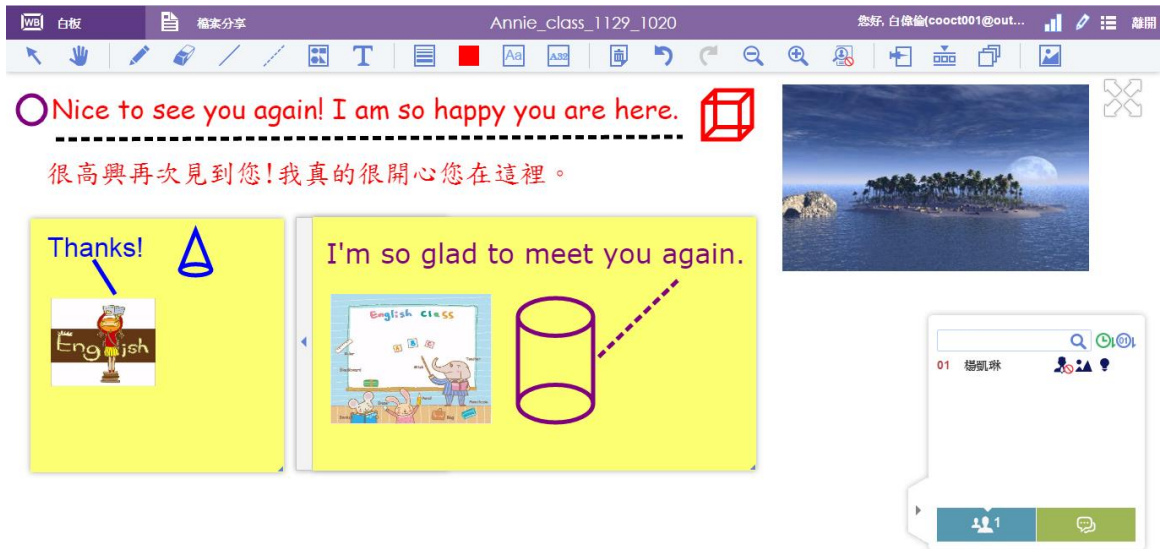 WB 白板 檔案分享 Annie_class_1129_1020 您好, 白偉倫(cooct001@out... 離開
T Aa A32
Nice to see you again! I am so happy you are here.
很高興再次見到您!我真的很開心您在這裡。
Thanks!
English
I'm so glad to meet you again.
English Class
01 楊凱琳
1